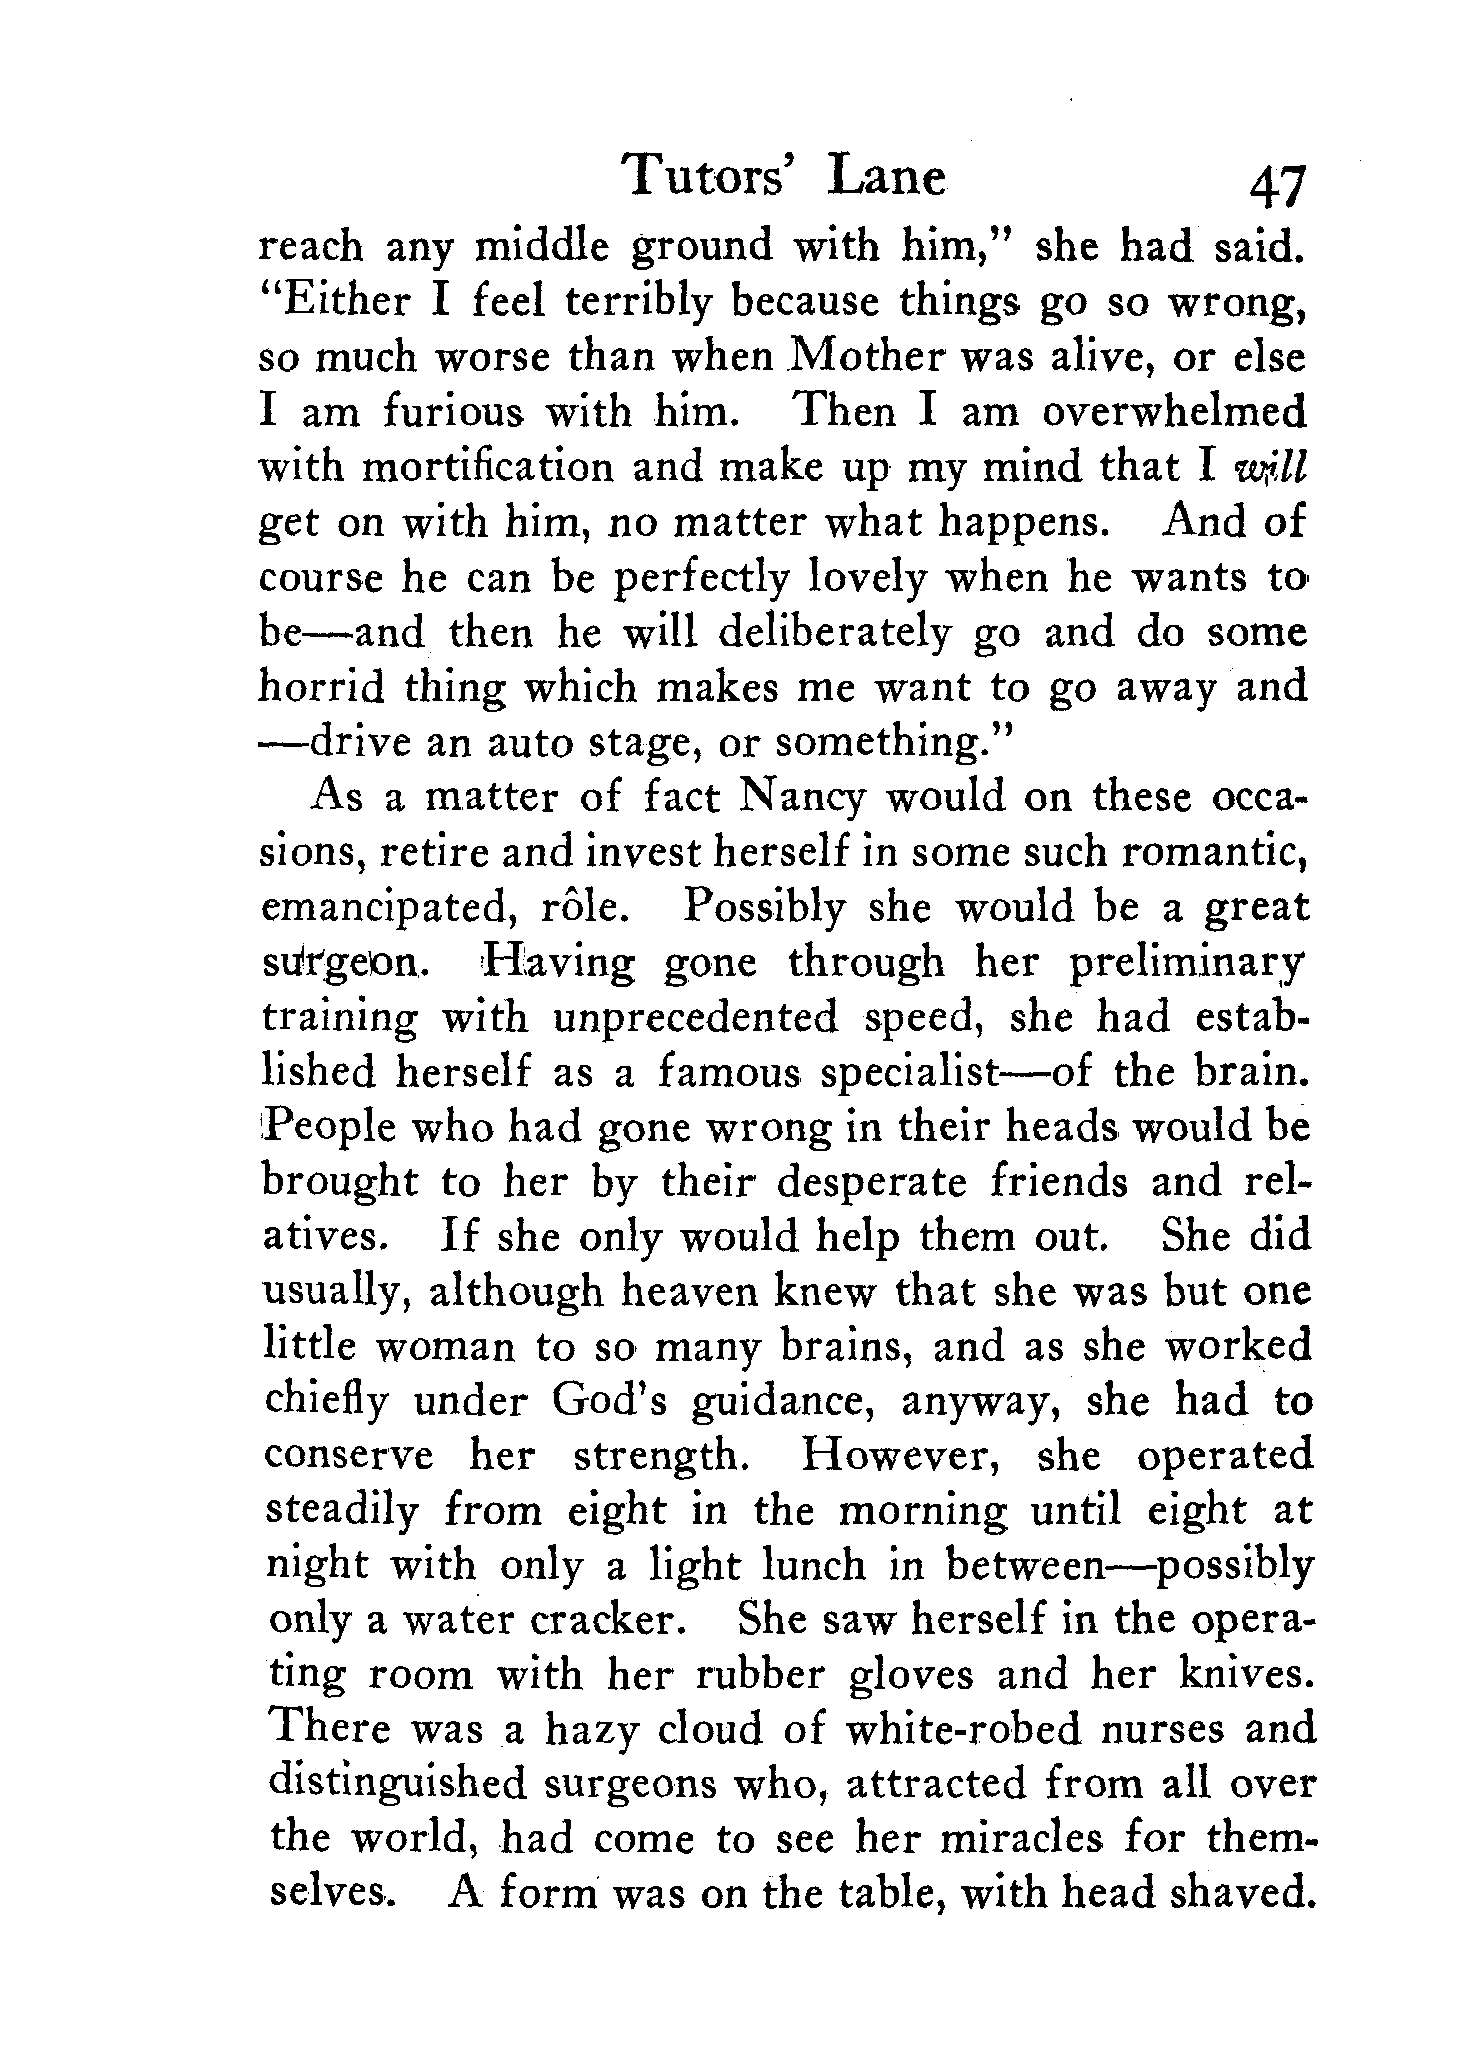 Tutors' Lane 47
reach any middle ground with him," she had said.
"Either I feel terribly because things go so wrong,
so much worse than when Mother was alive, or else
I am furious with him. Then I am overwhelmed
with mortification and make up my mind that I will
get on with him, no matter what happens. And of
course he can be perfectly lovely when he wants to
be—and then he will deliberately go and do some
horrid thing which makes me want to go away and
—drive an auto stage, or something."
As a matter of fact Nancy would on these occa-
sions, retire and invest herself in some such romantic,
emancipated, rôle. Possibly she would be a great
surgeon. Having gone through her preliminary
training with unprecedented speed, she had estab-
lished herself as a famous specialist—of the brain.
People who had gone wrong in their heads would be
brought to her by their desperate friends and rel-
atives. If she only would help them out. She did
usually, although heaven knew that she was but one
little woman to so many brains, and as she worked
chiefly under God's guidance, anyway, she had to
conserve her strength. However, she operated
steadily from eight in the morning until eight at
night with only a light lunch in between—possibly
only a water cracker. She saw herself in the opera-
ting room with her rubber gloves and her knives.
There was a hazy cloud of white-robed nurses and
distinguished surgeons who, attracted from all over
the world, had come to see her miracles for them-
selves. A form was on the table, with head shaved.